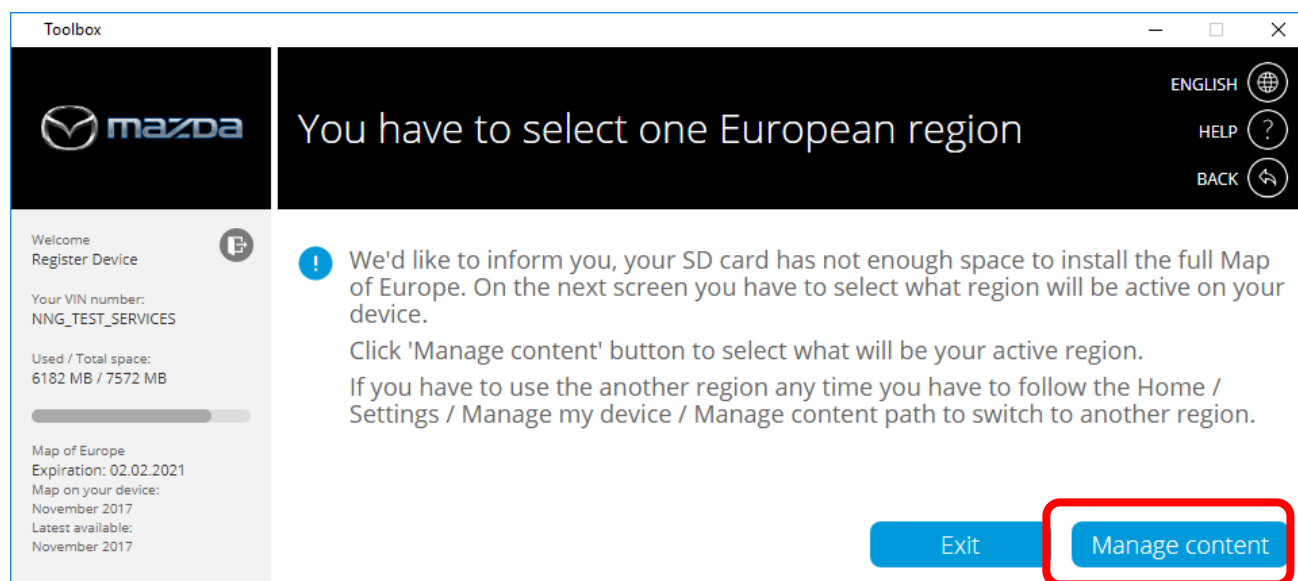 Toolbox
mazda
You have to select one European region
ENGLISH
HELP
?
BACK
Welcome
Register Device
Your VIN number:
NNG_TEST_SERVICES
Used / Total space:
6182 MB / 7572 MB
Map of Europe
Expiration: 02.02.2021
Map on your device:
November 2017
Latest available:
November 2017
!
We'd like to inform you, your SD card has not enough space to install the full Map
of Europe. On the next screen you have to select what region will be active on your
device.
Click 'Manage content' button to select what will be your active region.
If you have to use the another region any time you have to follow the Home /
Settings / Manage my device / Manage content path to switch to another region.
Exit
Manage content